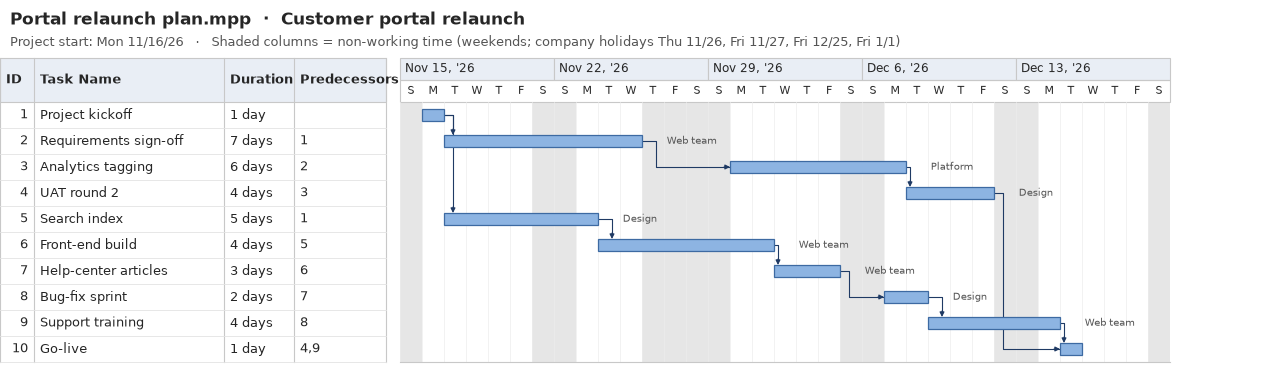 Portal relaunch plan.mpp · Customer portal relaunch
Project start: Mon 11/16/26 · Shaded columns = non-working time (weekends; company holidays Thu 11/26, Fri 11/27, Fri 12/25, Fri 1/1)
ID Task Name Duration Predecessors Nov 15, '26 Nov 22, '26 Nov 29, '26 Dec 6, '26 Dec 13, '26
S M T W T F S S M T W T F S S M T W T F S S M T W T F S S M T W T F S
1 Project kickoff 1 day
2 Requirements sign-off 7 days 1 Web team
3 Analytics tagging 6 days 2 Platform
4 UAT round 2 4 days 3 Design
5 Search index 5 days 1 Design
6 Front-end build 4 days 5 Web team
7 Help-center articles 3 days 6 Web team
8 Bug-fix sprint 2 days 7 Design
9 Support training 4 days 8 Web team
10 Go-live 1 day 4,9